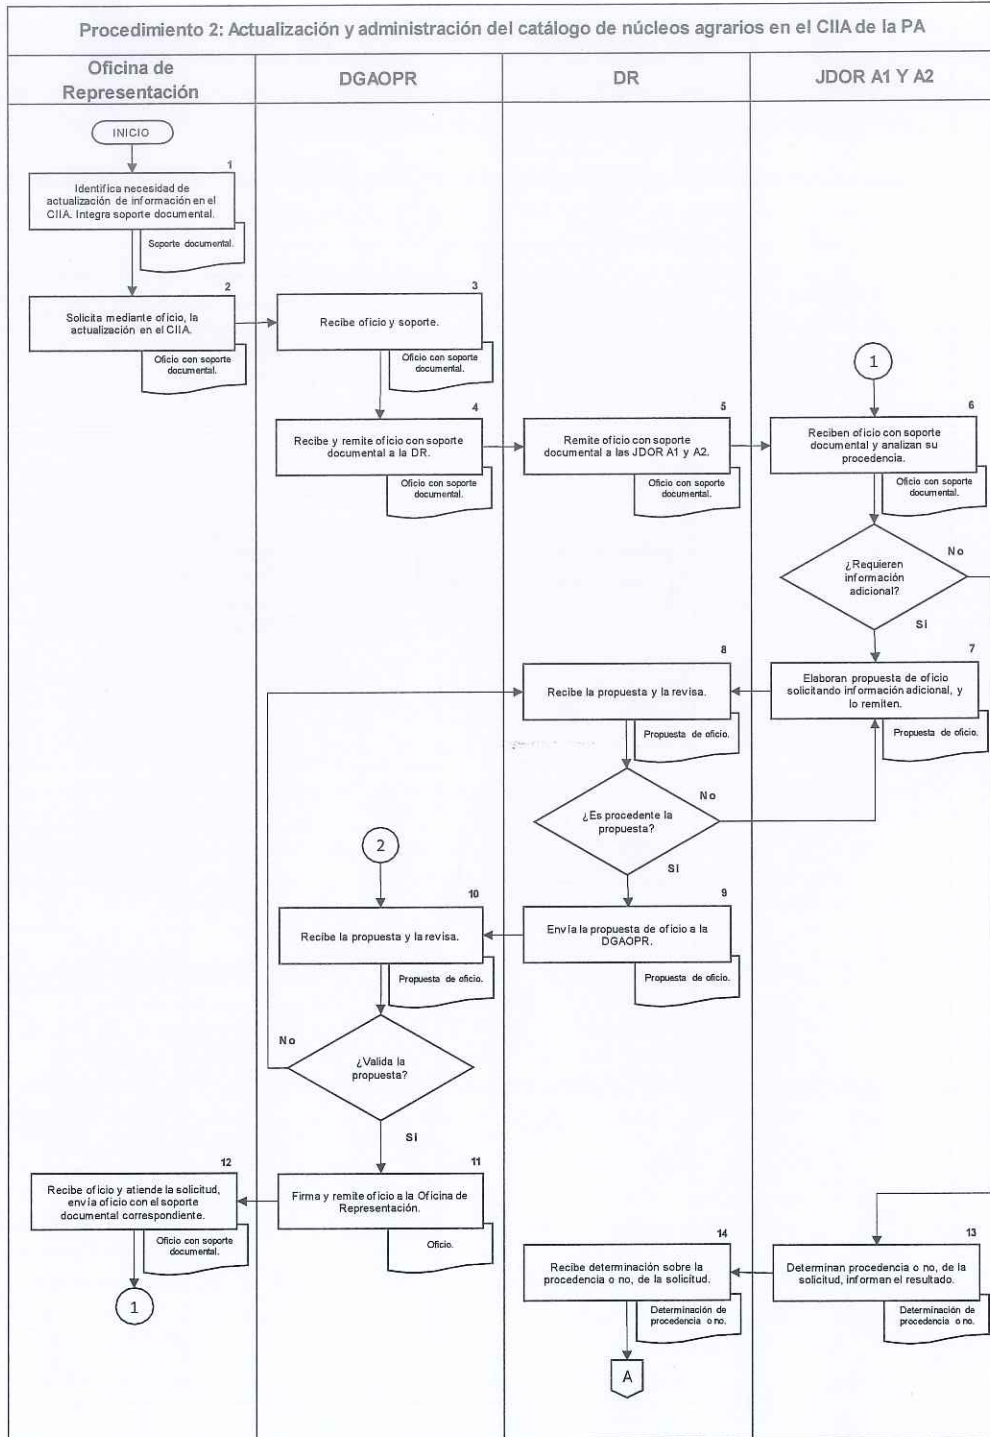 Procedimiento 2: Actualización y administración del catálogo de núcleos agrarios en el CIIA de la PA
Oficina de
Representación
DGAOPR
DR
JDOR A1 Y A2
INICIO
1
Identifica necesidad de
actualización de información en el
CIIA. Integra soporte documental.
Soporte documental.
2
Solicita mediante oficio, la
actualización en el CIIA.
Oficio con soporte
documental.
3
Recibe oficio y soporte.
Oficio con soporte
documental.
4
Recibe y remite oficio con soporte
documental a la DR.
Oficio con soporte
documental.
5
Remite oficio con soporte
documental a las JDOR A1 y A2.
Oficio con soporte
documental.
1
6
Reciben oficio con soporte
documental y analizan su
procedencia.
Oficio con soporte
documental.
¿Requieren
información
adicional?
No
Si
7
Elaboran propuesta de oficio
solicitando información adicional, y
lo remiten.
Propuesta de oficio.
8
Recibe la propuesta y la revisa.
Propuesta de oficio.
¿Es procedente la
propuesta?
No
Si
9
Envía la propuesta de oficio a la
DGAOPR.
Propuesta de oficio.
2
10
Recibe la propuesta y la revisa.
Propuesta de oficio.
¿Valida la
propuesta?
No
Si
11
Firma y remite oficio a la Oficina de
Representación.
Oficio.
12
Recibe oficio y atiende la solicitud,
envía oficio con el soporte
documental correspondiente.
Oficio con soporte
documental.
1
13
Determinan procedencia o no, de la
solicitud, informan el resultado.
Determinación de
procedencia o no.
14
Recibe determinación sobre la
procedencia o no, de la solicitud.
Determinación de
procedencia o no.
A